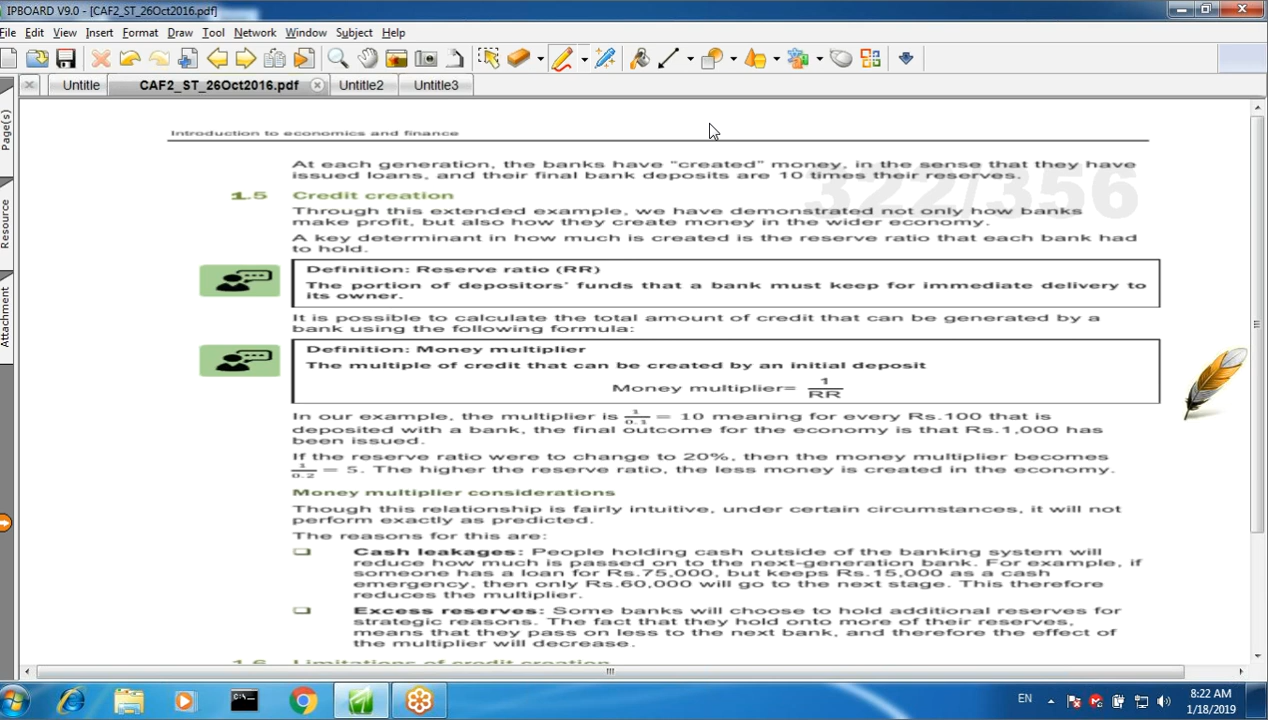 IPBOARD V9.0 - [CAF2_ST_26Oct2016.pdf]
File Edit View Insert Format Draw Tool Network Window Subject Help
Untitle CAF2_ST_26Oct2016.pdf Untitle2 Untitle3
Page(s)
Resource
Attachment
Introduction to economics and finance
322/356
At each generation, the banks have "created" money, in the sense that they have
issued loans, and their final bank deposits are 10 times their reserves.
1.5 Credit creation
Through this extended example, we have demonstrated not only how banks
make profit, but also how they create money in the wider economy.
A key determinant in how much is created is the reserve ratio that each bank had
to hold.
Definition: Reserve ratio (RR)
The portion of depositors' funds that a bank must keep for immediate delivery to
its owner.
It is possible to calculate the total amount of credit that can be generated by a
bank using the following formula:
Definition: Money multiplier
The multiple of credit that can be created by an initial deposit
Money multiplier= 1/RR
In our example, the multiplier is 1/0.1 = 10 meaning for every Rs.100 that is
deposited with a bank, the final outcome for the economy is that Rs.1,000 has
been issued.
If the reserve ratio were to change to 20%, then the money multiplier becomes
1/0.2 = 5. The higher the reserve ratio, the less money is created in the economy.
Money multiplier considerations
Though this relationship is fairly intuitive, under certain circumstances, it will not
perform exactly as predicted.
The reasons for this are:
Cash leakages: People holding cash outside of the banking system will
reduce how much is passed on to the next-generation bank. For example, if
someone has a loan for Rs.75,000, but keeps Rs.15,000 as a cash
emergency, then only Rs.60,000 will go to the next stage. This therefore
reduces the multiplier.
Excess reserves: Some banks will choose to hold additional reserves for
strategic reasons. The fact that they hold onto more of their reserves,
means that they pass on less to the next bank, and therefore the effect of
the multiplier will decrease.
1.6 Limitations of credit creation
EN
8:22 AM
1/18/2019